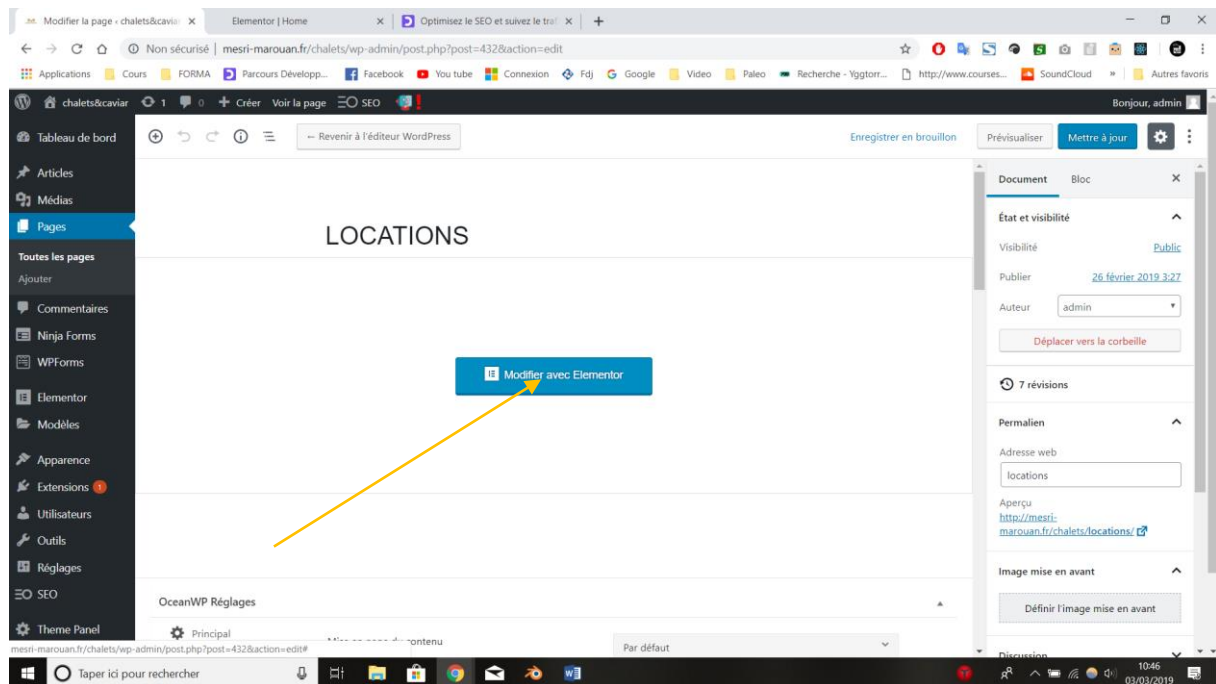 Modifier la page ‹ chalets&caviar
Elementor | Home
Optimisez le SEO et suivez le traf
Non sécurisé | mesri-marouan.fr/chalets/wp-admin/post.php?post=432&action=edit
Applications Cours FORMA Parcours Développ... Facebook You tube Connexion Fdj Google Video Paleo Recherche - Yggtorr... http://www.courses... SoundCloud » Autres favoris
chalets&caviar 1 0 + Créer Voir la page SEO Bonjour, admin
Tableau de bord
← Revenir à l'éditeur WordPress
Enregistrer en brouillon
Prévisualiser
Mettre à jour
Articles
Médias
Pages
Toutes les pages
Ajouter
Commentaires
Ninja Forms
WPForms
Elementor
Modèles
Apparence
Extensions 1
Utilisateurs
Outils
Réglages
SEO
Theme Panel
LOCATIONS
Modifier avec Elementor
OceanWP Réglages
Principal
Par défaut
Document Bloc
État et visibilité
Visibilité Public
Publier 26 février 2019 3:27
Auteur admin
Déplacer vers la corbeille
7 révisions
Permalien
Adresse web
locations
Aperçu
http://mesri-
marouan.fr/chalets/locations/
Image mise en avant
Définir l'image mise en avant
Discussion
mesri-marouan.fr/chalets/wp-admin/post.php?post=432&action=edit#
Taper ici pour rechercher
10:46
03/03/2019